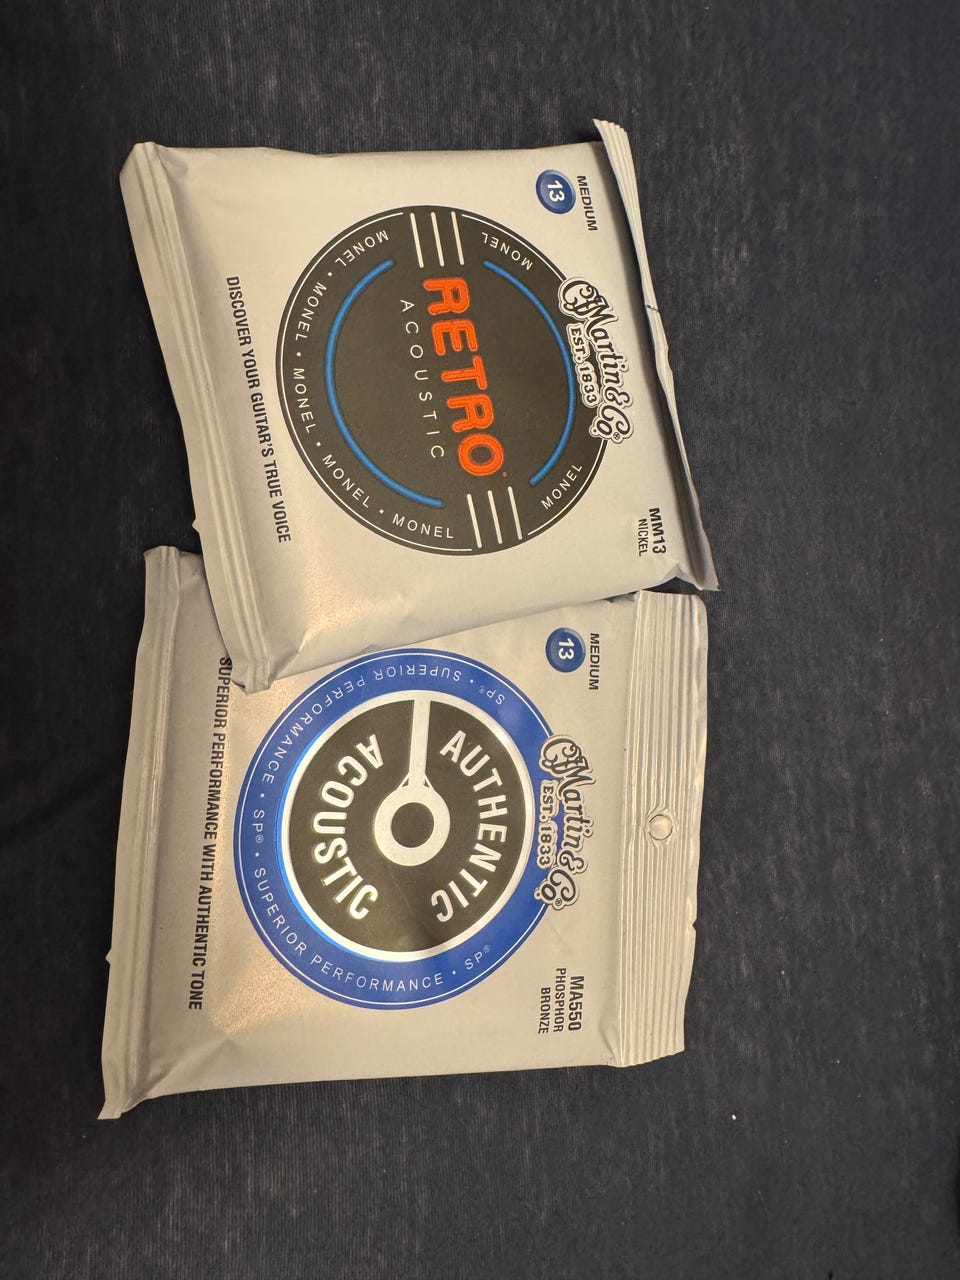 MEDIUM
13
C.F. Martin & Co.®
EST. 1833
MM13
NICKEL
MONEL • MONEL • MONEL • MONEL • MONEL
MONEL
MONEL
RETRO®
ACOUSTIC
DISCOVER YOUR GUITAR'S TRUE VOICE
MEDIUM
13
C.F. Martin & Co.®
EST. 1833
MA550
PHOSPHOR
BRONZE
SP® • SUPERIOR PERFORMANCE • SP® • SUPERIOR PERFORMANCE • SP®
AUTHENTIC
ACOUSTIC
SUPERIOR PERFORMANCE WITH AUTHENTIC TONE